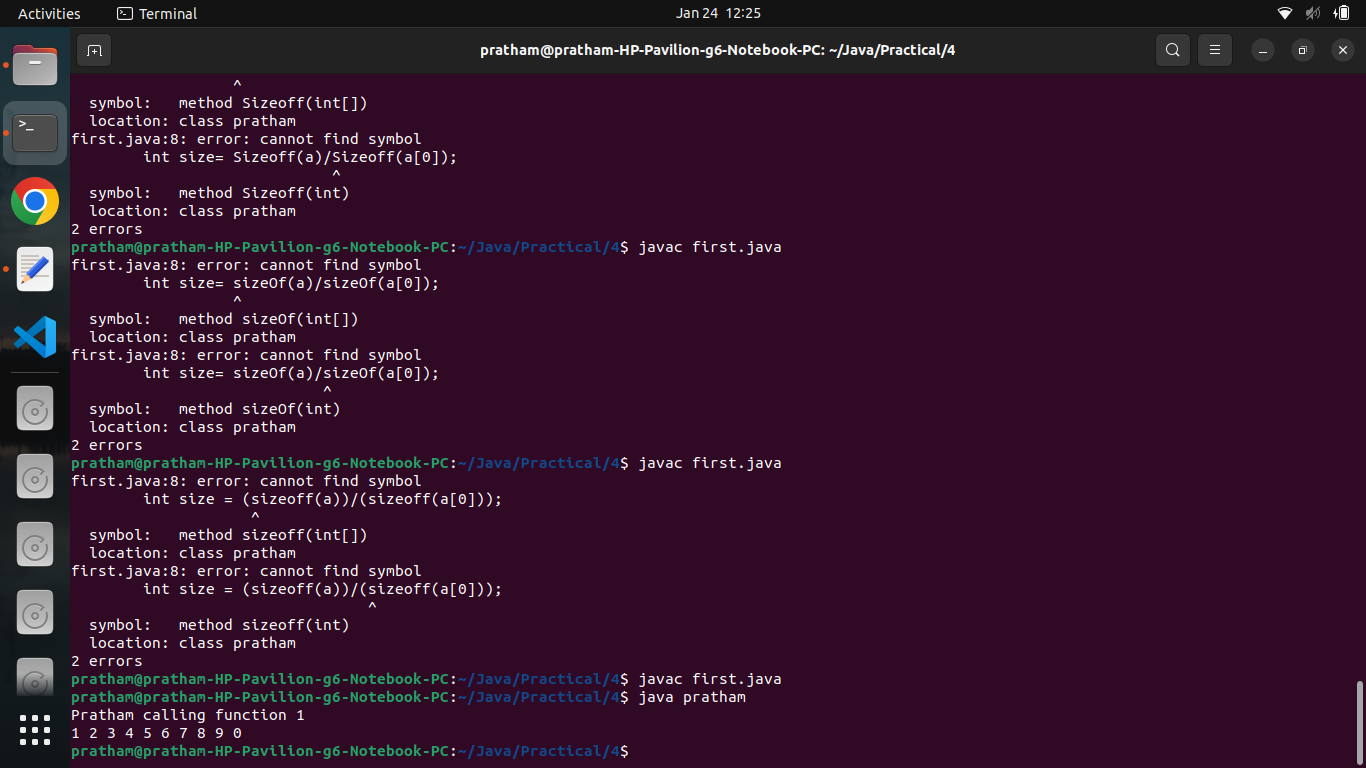 Activities
Terminal
Jan 24 12:25
pratham@pratham-HP-Pavilion-g6-Notebook-PC: ~/Java/Practical/4
>_
^
symbol:   method Sizeoff(int[])
location: class pratham
first.java:8: error: cannot find symbol
int size= Sizeoff(a)/Sizeoff(a[0]);
^
symbol:   method Sizeoff(int)
location: class pratham
2 errors
pratham@pratham-HP-Pavilion-g6-Notebook-PC:~/Java/Practical/4$ javac first.java
first.java:8: error: cannot find symbol
int size= sizeOf(a)/sizeOf(a[0]);
^
symbol:   method sizeOf(int[])
location: class pratham
first.java:8: error: cannot find symbol
int size= sizeOf(a)/sizeOf(a[0]);
^
symbol:   method sizeOf(int)
location: class pratham
2 errors
pratham@pratham-HP-Pavilion-g6-Notebook-PC:~/Java/Practical/4$ javac first.java
first.java:8: error: cannot find symbol
int size = (sizeoff(a))/(sizeoff(a[0]));
^
symbol:   method sizeoff(int[])
location: class pratham
first.java:8: error: cannot find symbol
int size = (sizeoff(a))/(sizeoff(a[0]));
^
symbol:   method sizeoff(int)
location: class pratham
2 errors
pratham@pratham-HP-Pavilion-g6-Notebook-PC:~/Java/Practical/4$ javac first.java
pratham@pratham-HP-Pavilion-g6-Notebook-PC:~/Java/Practical/4$ java pratham
Pratham calling function 1
1 2 3 4 5 6 7 8 9 0
pratham@pratham-HP-Pavilion-g6-Notebook-PC:~/Java/Practical/4$